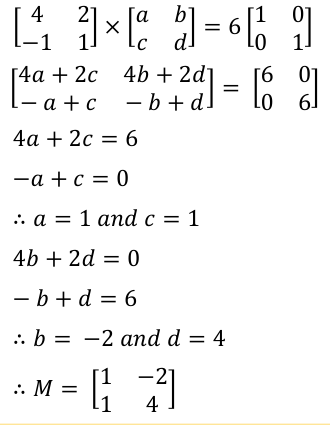 [4 2 -1 1] × [a b c d] = 6 [1 0 0 1]
[4a + 2c 4b + 2d − a + c − b + d] = [6 0 0 6]
4a + 2c = 6
−a + c = 0
∴ a = 1 and c = 1
4b + 2d = 0
− b + d = 6
∴ b = −2 and d = 4
∴ M = [1 −2 1 4]